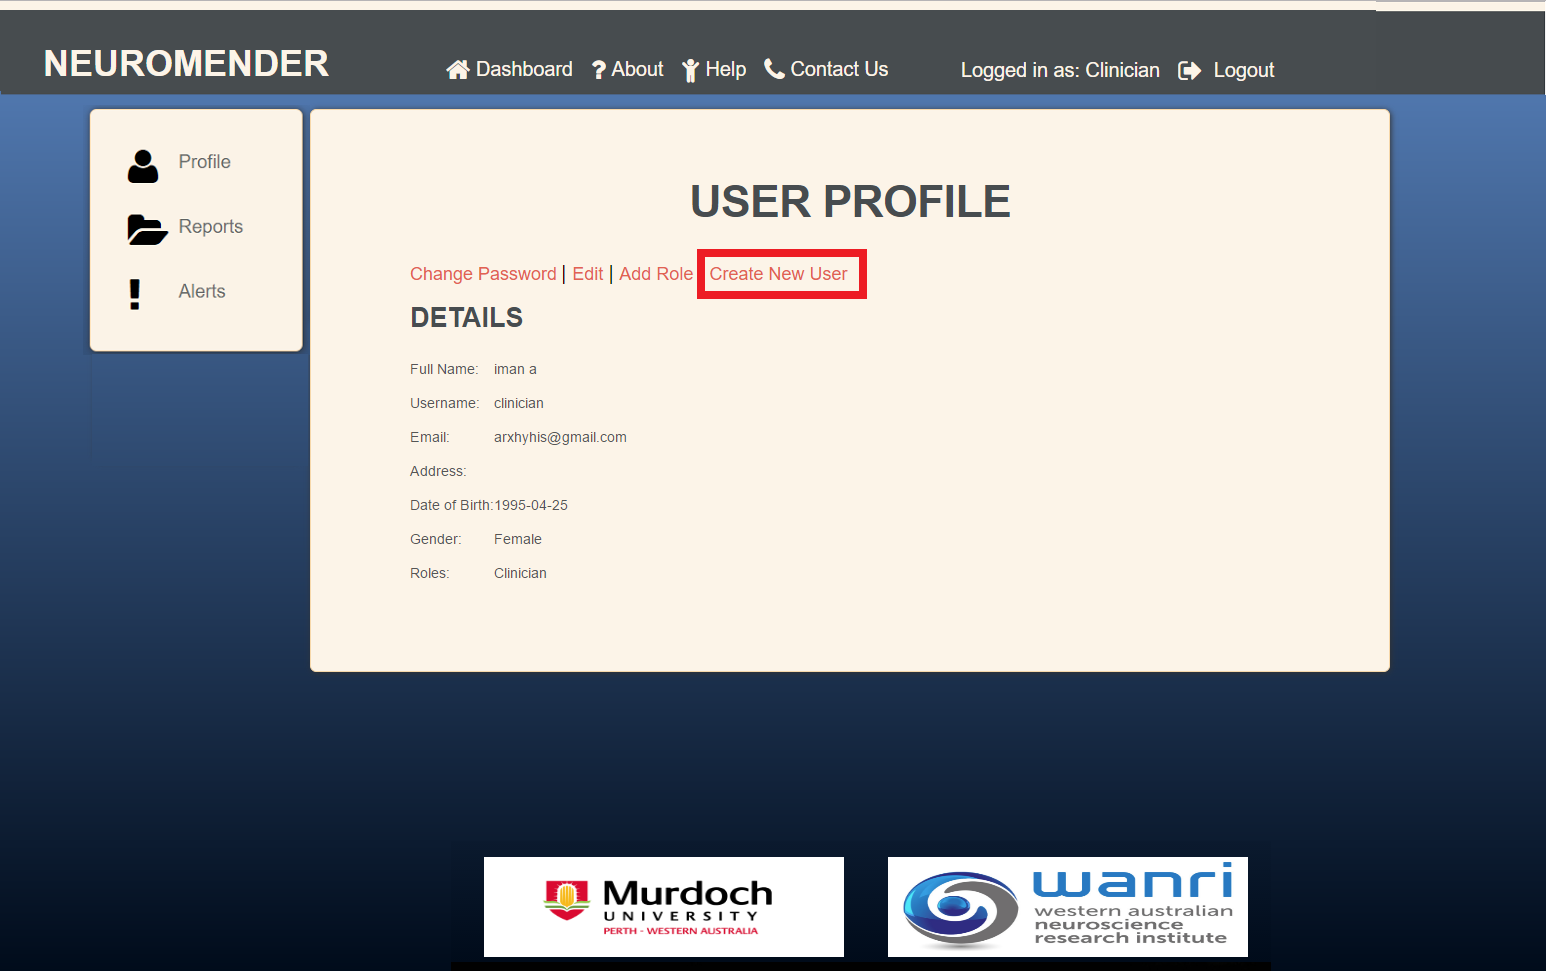 NEUROMENDER Dashboard ? About Help Contact Us Logged in as: Clinician Logout
Profile
Reports
! Alerts
USER PROFILE
Change Password | Edit | Add Role Create New User
DETAILS
Full Name: iman a
Username: clinician
Email: arxhyhis@gmail.com
Address:
Date of Birth:1995-04-25
Gender: Female
Roles: Clinician
Murdoch
UNIVERSITY
PERTH - WESTERN AUSTRALIA
wanri
western australian
neuroscience
research institute